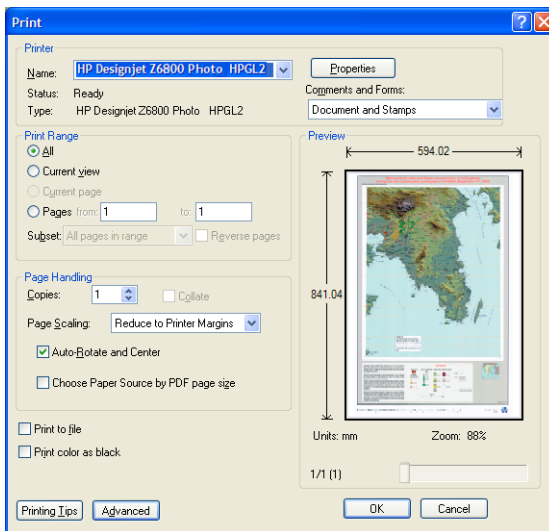 Print
Printer
Name: HP Designjet Z6800 Photo HPGL2
Properties
Status: Ready
Comments and Forms:
Type: HP Designjet Z6800 Photo HPGL2
Document and Stamps
Print Range
All
Current view
Current page
Pages from: 1 to: 1
Subset: All pages in range
Reverse pages
Page Handling
Copies: 1
Collate
Page Scaling: Reduce to Printer Margins
Auto-Rotate and Center
Choose Paper Source by PDF page size
Print to file
Print color as black
Printing Tips
Advanced
Preview
594.02
841.04
Units: mm
Zoom: 88%
1/1 (1)
OK
Cancel